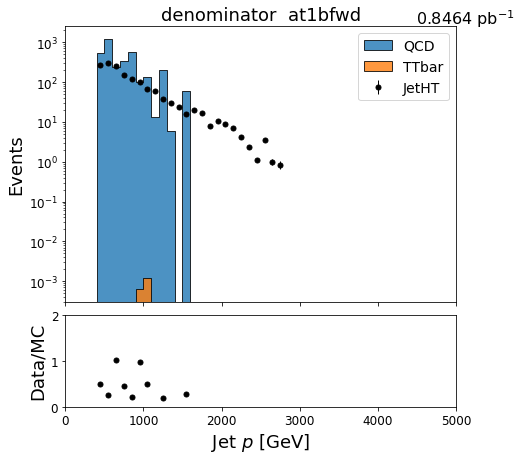 denominator at1bfwd
0.8464 pb⁻¹
QCD
TTbar
JetHT
Events
10³
10²
10¹
10⁰
10⁻¹
10⁻²
10⁻³
Data/MC
2
1
0
0 1000 2000 3000 4000 5000
Jet p [GeV]